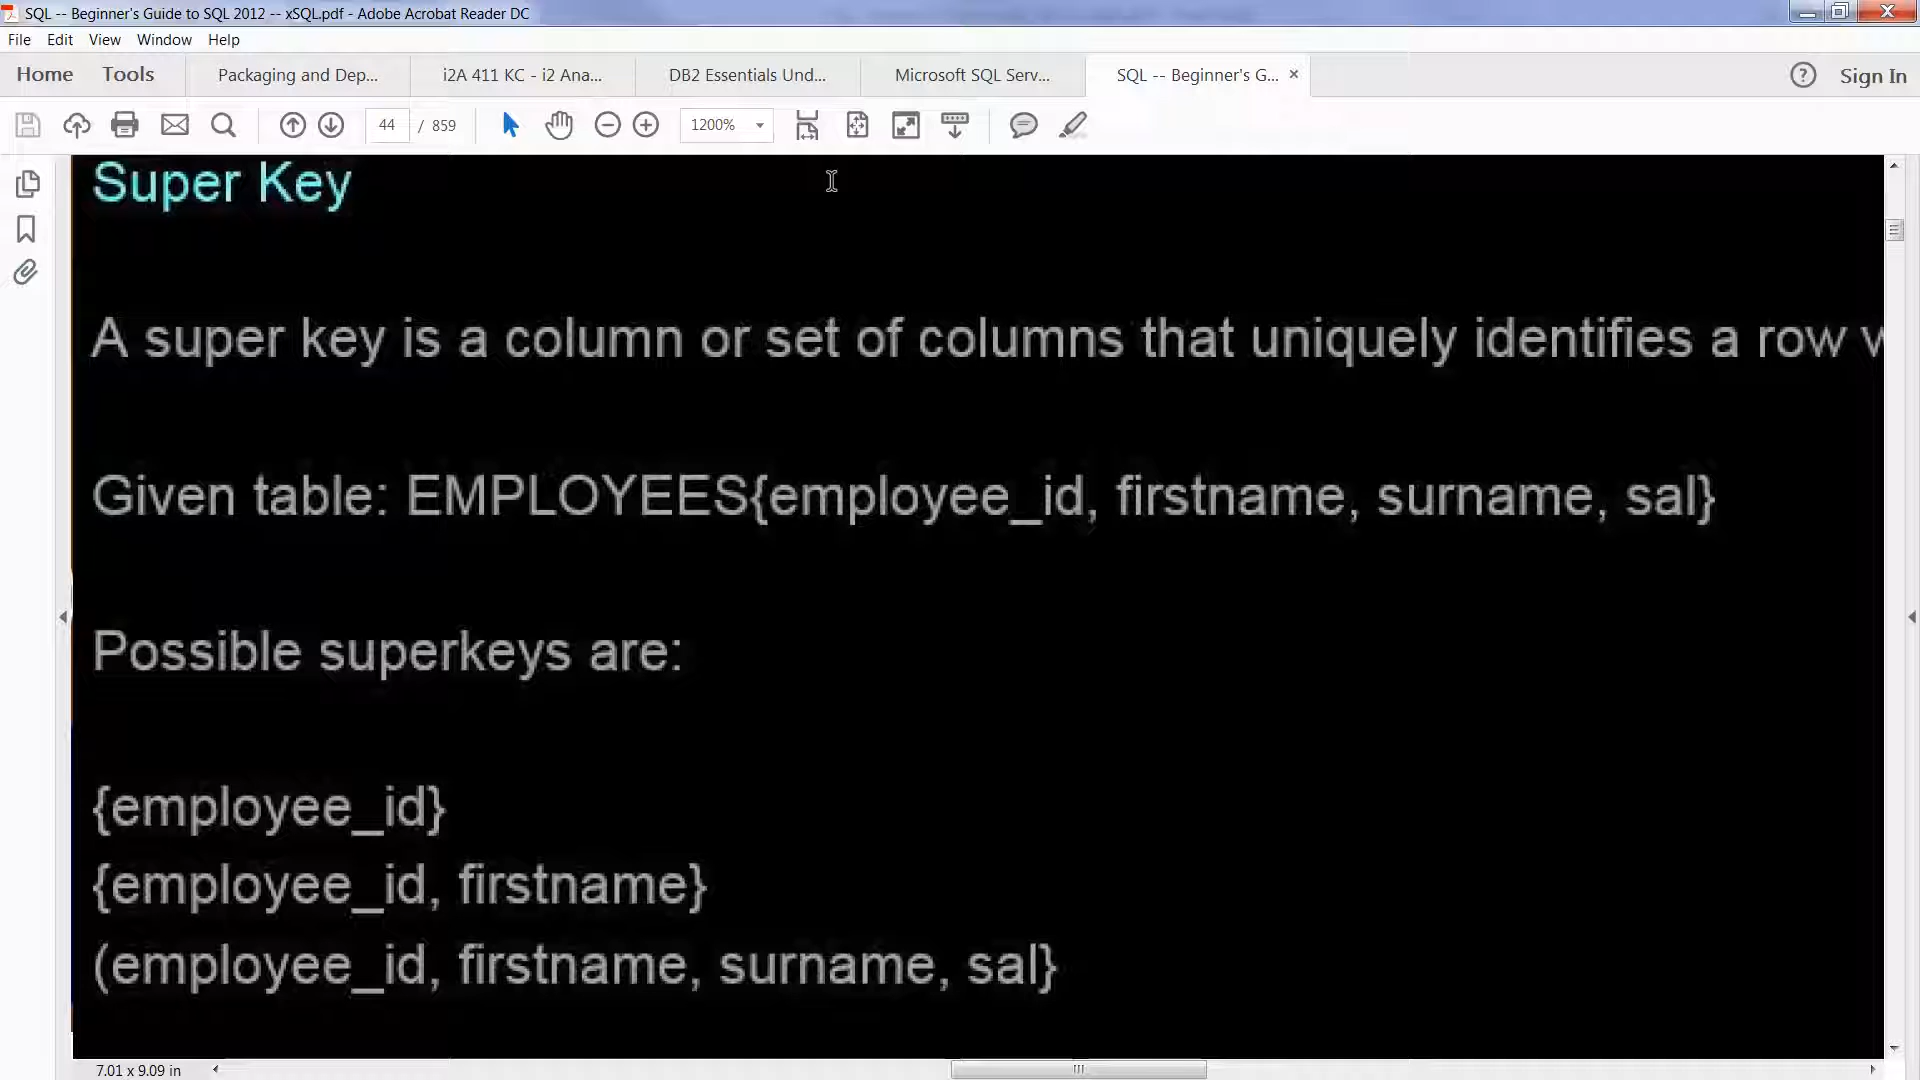 SQL -- Beginner's Guide to SQL 2012 -- xSQL.pdf - Adobe Acrobat Reader DC
File Edit View Window Help
Home Tools Packaging and Dep... i2A 411 KC - i2 Ana... DB2 Essentials Und... Microsoft SQL Serv... SQL -- Beginner's G... × ? Sign In
44 / 859 1200%
Super Key
A super key is a column or set of columns that uniquely identifies a row
Given table: EMPLOYEES{employee_id, firstname, surname, sal}
Possible superkeys are:
{employee_id}
{employee_id, firstname}
(employee_id, firstname, surname, sal}
7.01 x 9.09 in